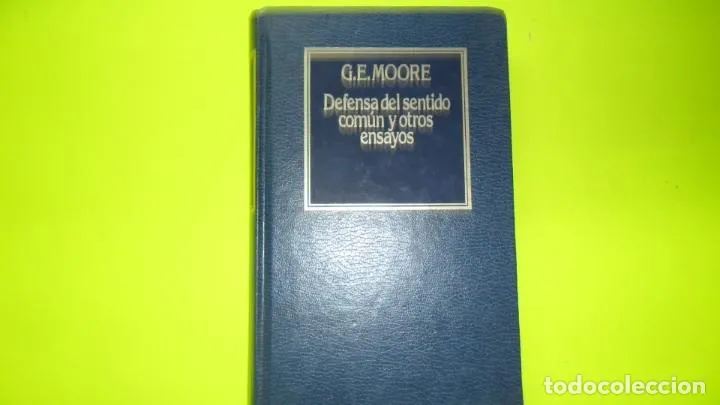 G.E.MOORE
Defensa del sentido
común y otros
ensayos
todocoleccion